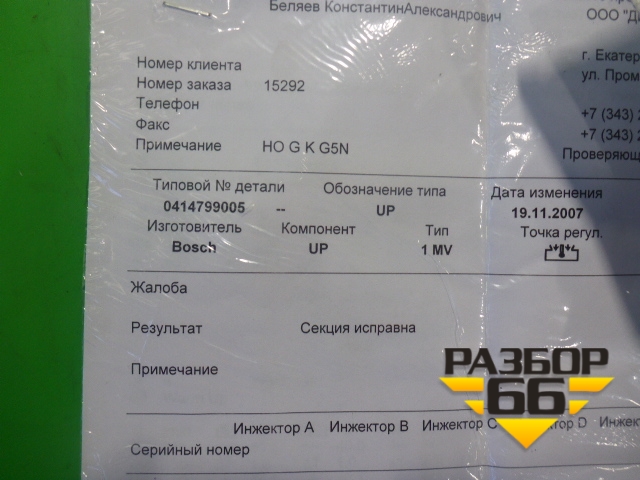 Беляев КонстантинАлександрович
ООО
г. Екатер
ул. Пром
Номер клиента
Номер заказа 15292
Телефон
+7 (343)
Факс
+7 (343)
Примечание HO G K G5N
Проверяющ
Типовой № детали Обозначение типа Дата изменения
0414799005 -- UP 19.11.2007
Изготовитель Компонент Тип Точка регул.
Bosch UP 1 MV
Жалоба
Результат Секция исправна
Примечание
РАЗБОР
66
Инжектор A Инжектор B Инжектор C ктор D Инж
Серийный номер